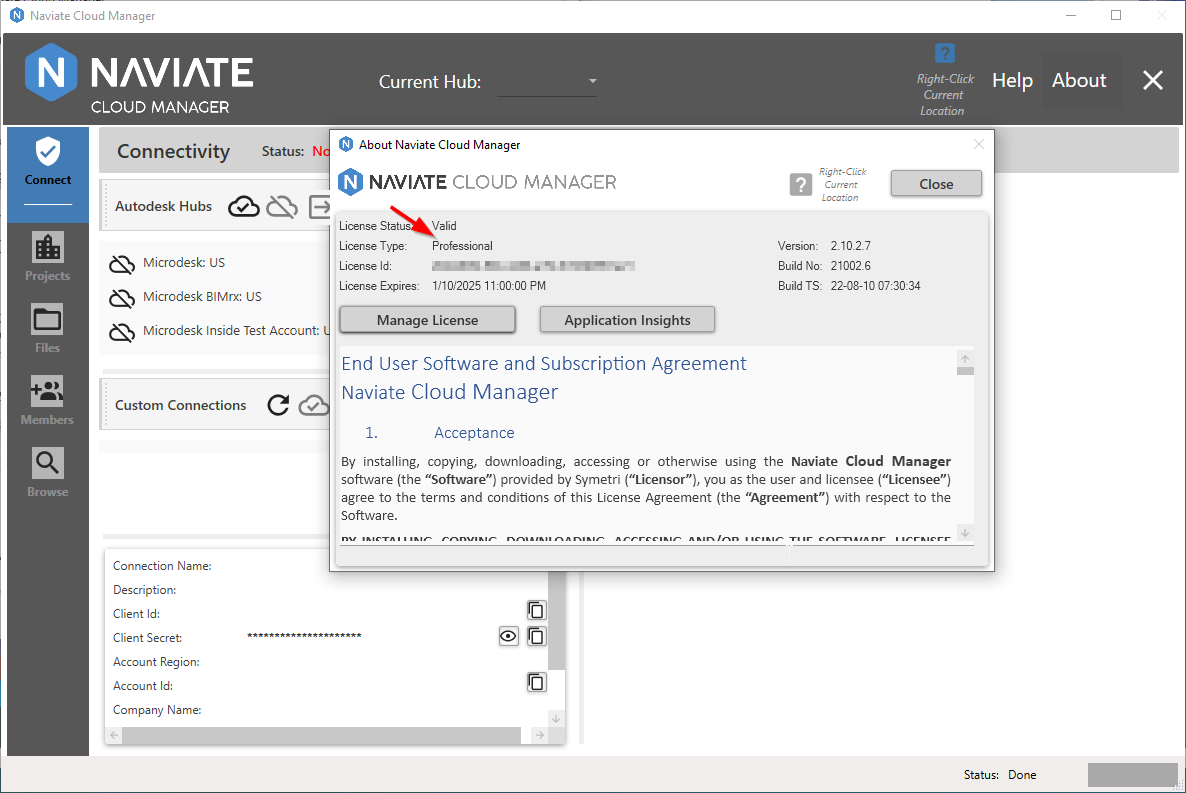 Naviate Cloud Manager
NAVIATE
CLOUD MANAGER
Current Hub:
Right-Click
Current
Location
Help
About
Connect
Projects
Files
Members
Browse
Connectivity
Status: No
Autodesk Hubs
Microdesk: US
Microdesk BIMrx: US
Microdesk Inside Test Account: U
Custom Connections
Connection Name:
Description:
Client Id:
Client Secret: *********************
Account Region:
Account Id:
Company Name:
About Naviate Cloud Manager
NAVIATE CLOUD MANAGER
Right-Click
Current
Location
Close
License Status: Valid
License Type: Professional
License Id:
License Expires: 1/10/2025 11:00:00 PM
Version: 2.10.2.7
Build No: 21002.6
Build TS: 22-08-10 07:30:34
Manage License
Application Insights
End User Software and Subscription Agreement
Naviate Cloud Manager
1. Acceptance
By installing, copying, downloading, accessing or otherwise using the Naviate Cloud Manager
software (the “Software”) provided by Symetri (“Licensor”), you as the user and licensee (“Licensee”)
agree to the terms and conditions of this License Agreement (the “Agreement”) with respect to the
Software.
BY INSTALLING, COPYING, DOWNLOADING, ACCESSING AND/OR USING THE SOFTWARE, LICENSEE
Status: Done